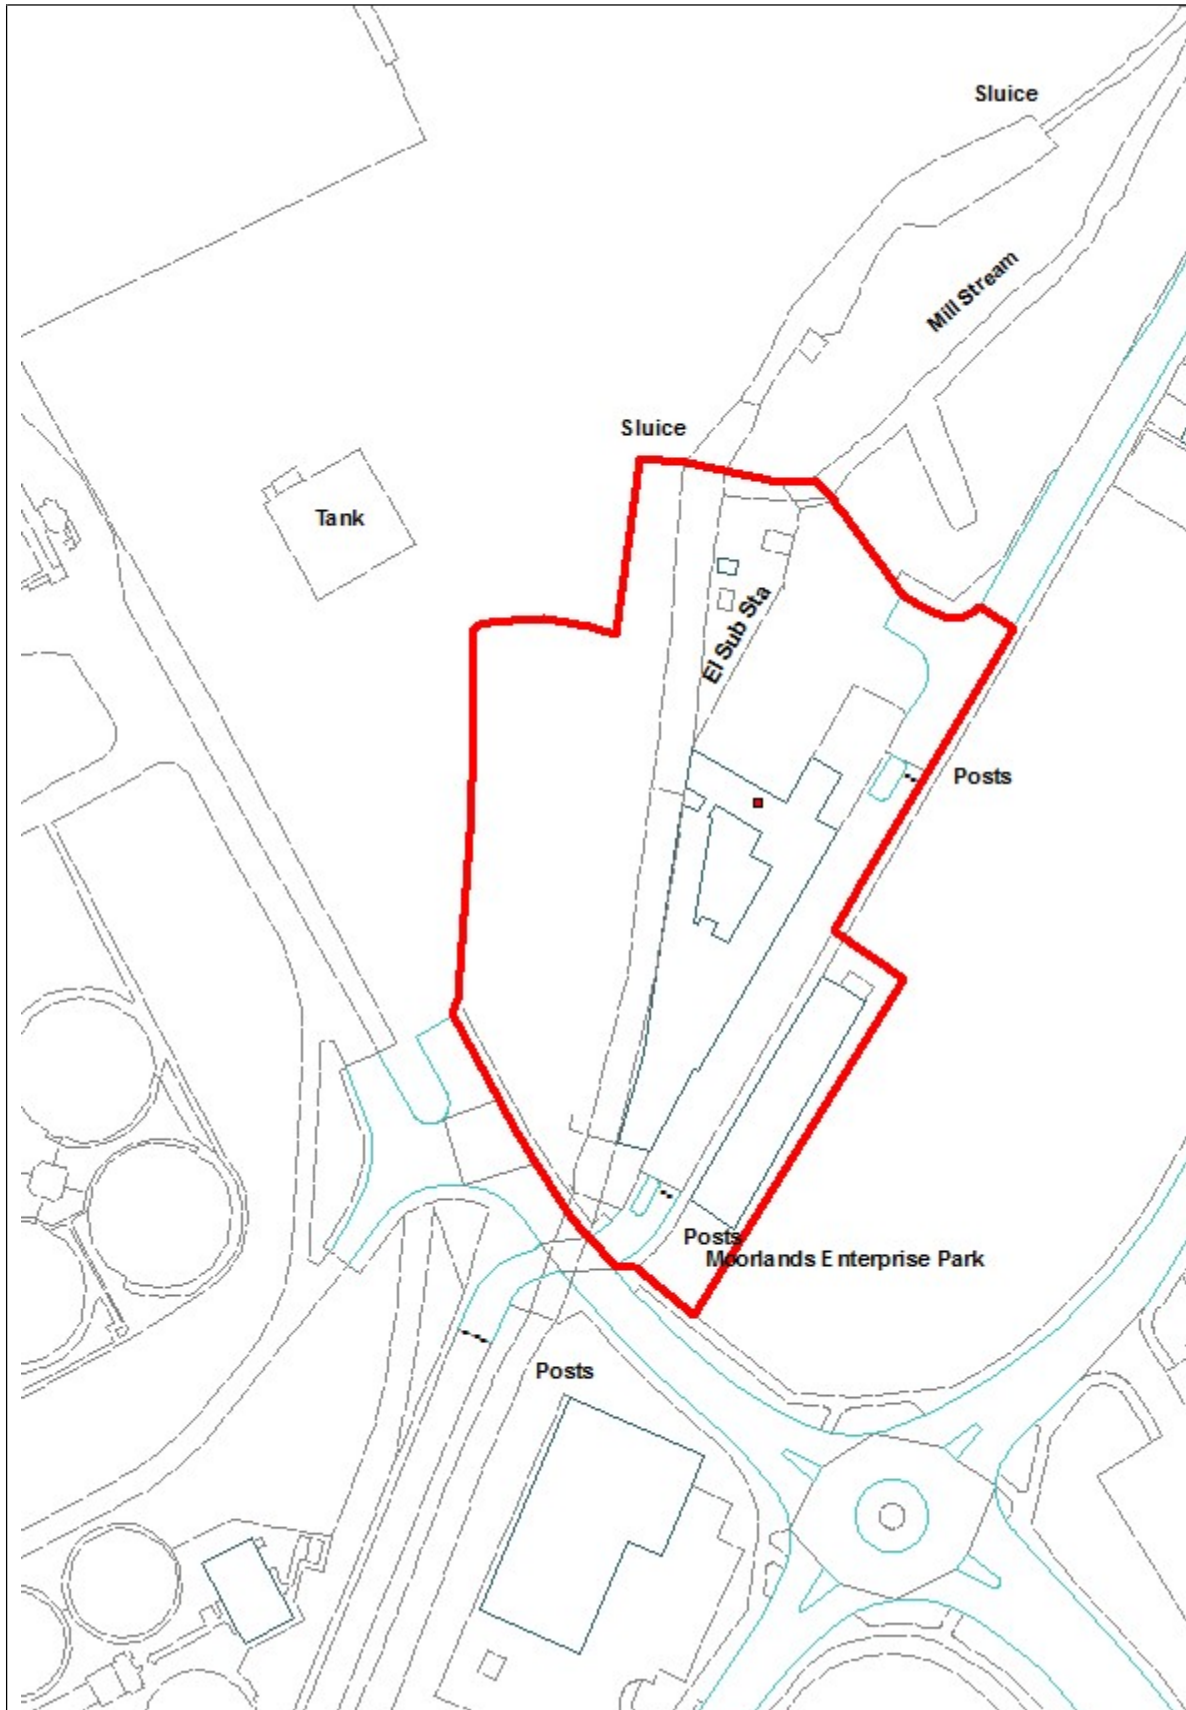 Sluice
Mill Stream
Sluice
Tank
El Sub Sta
Posts
Posts
Moorlands Enterprise Park
Posts